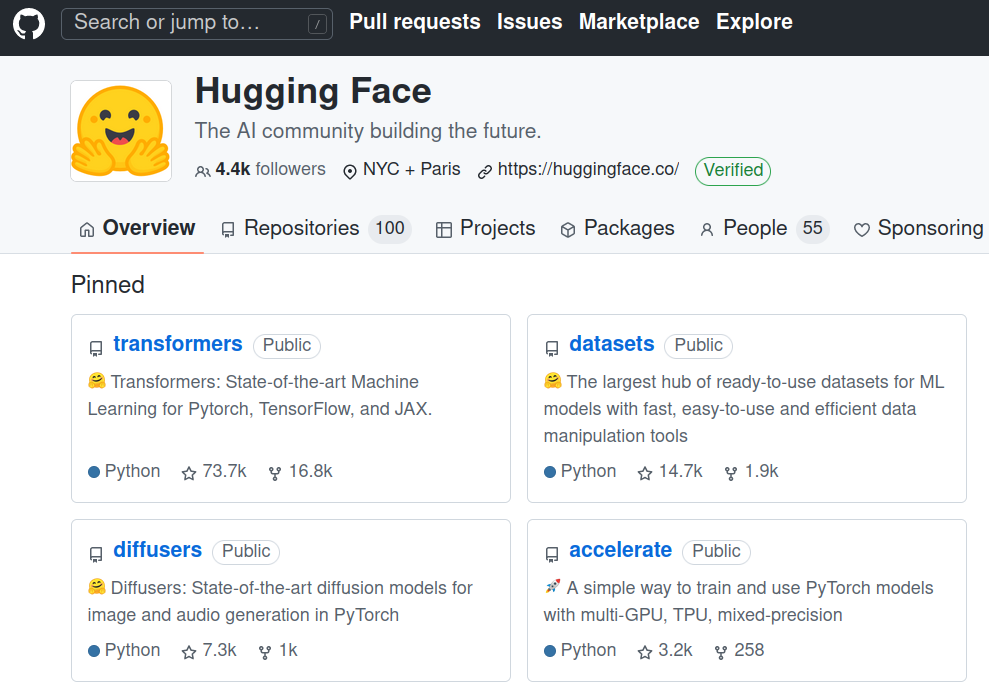 Search or jump to… / Pull requests Issues Marketplace Explore
Hugging Face
The AI community building the future.
4.4k followers NYC + Paris https://huggingface.co/ Verified
Overview Repositories 100 Projects Packages People 55 Sponsoring
Pinned
transformers Public
🤗 Transformers: State-of-the-art Machine
Learning for Pytorch, TensorFlow, and JAX.
Python 73.7k 16.8k
datasets Public
🤗 The largest hub of ready-to-use datasets for ML
models with fast, easy-to-use and efficient data
manipulation tools
Python 14.7k 1.9k
diffusers Public
🤗 Diffusers: State-of-the-art diffusion models for
image and audio generation in PyTorch
Python 7.3k 1k
accelerate Public
🚀 A simple way to train and use PyTorch models
with multi-GPU, TPU, mixed-precision
Python 3.2k 258